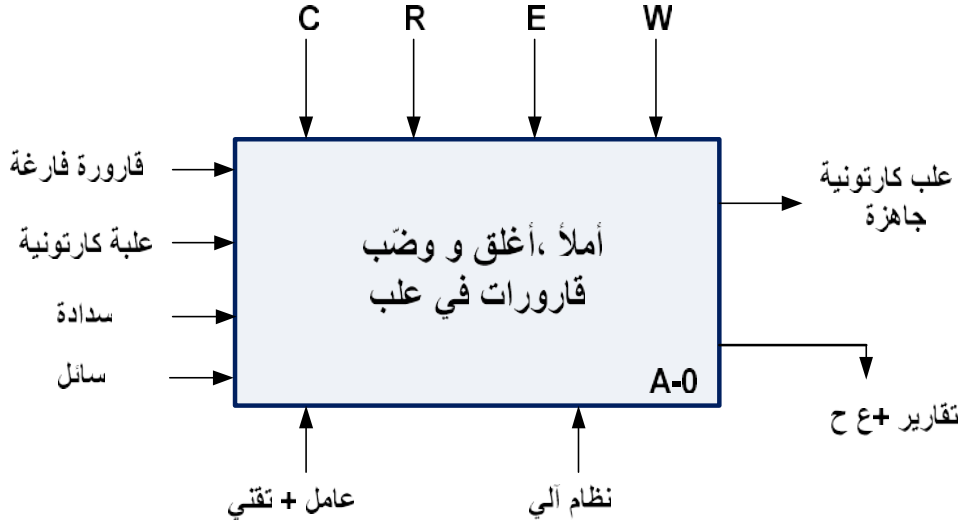 C R E W
قارورة فارغة
علبة كارتونية
سدادة
سائل
أملأ ،أغلق و وضّب
قارورات في علب
A-0
علب كارتونية
جاهزة
تقارير +ع ح
عامل + تقني
نظام آلي